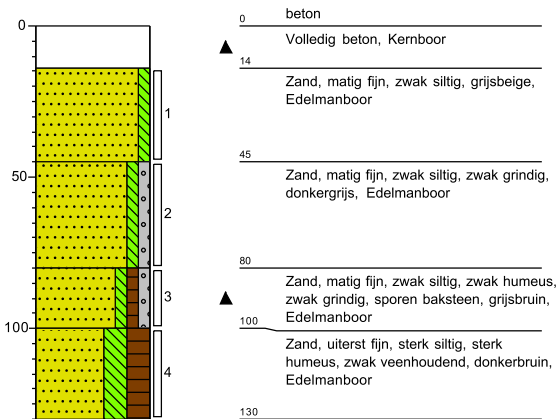 beton
0
0
Volledig beton, Kernboor
14
Zand, matig fijn, zwak siltig, grijsbeige,
Edelmanboor
1
45
50
Zand, matig fijn, zwak siltig, zwak grindig,
donkergrijs, Edelmanboor
2
80
Zand, matig fijn, zwak siltig, zwak humeus,
zwak grindig, sporen baksteen, grijsbruin,
Edelmanboor
3
100
100
Zand, uiterst fijn, sterk siltig, sterk
humeus, zwak veenhoudend, donkerbruin,
Edelmanboor
4
130